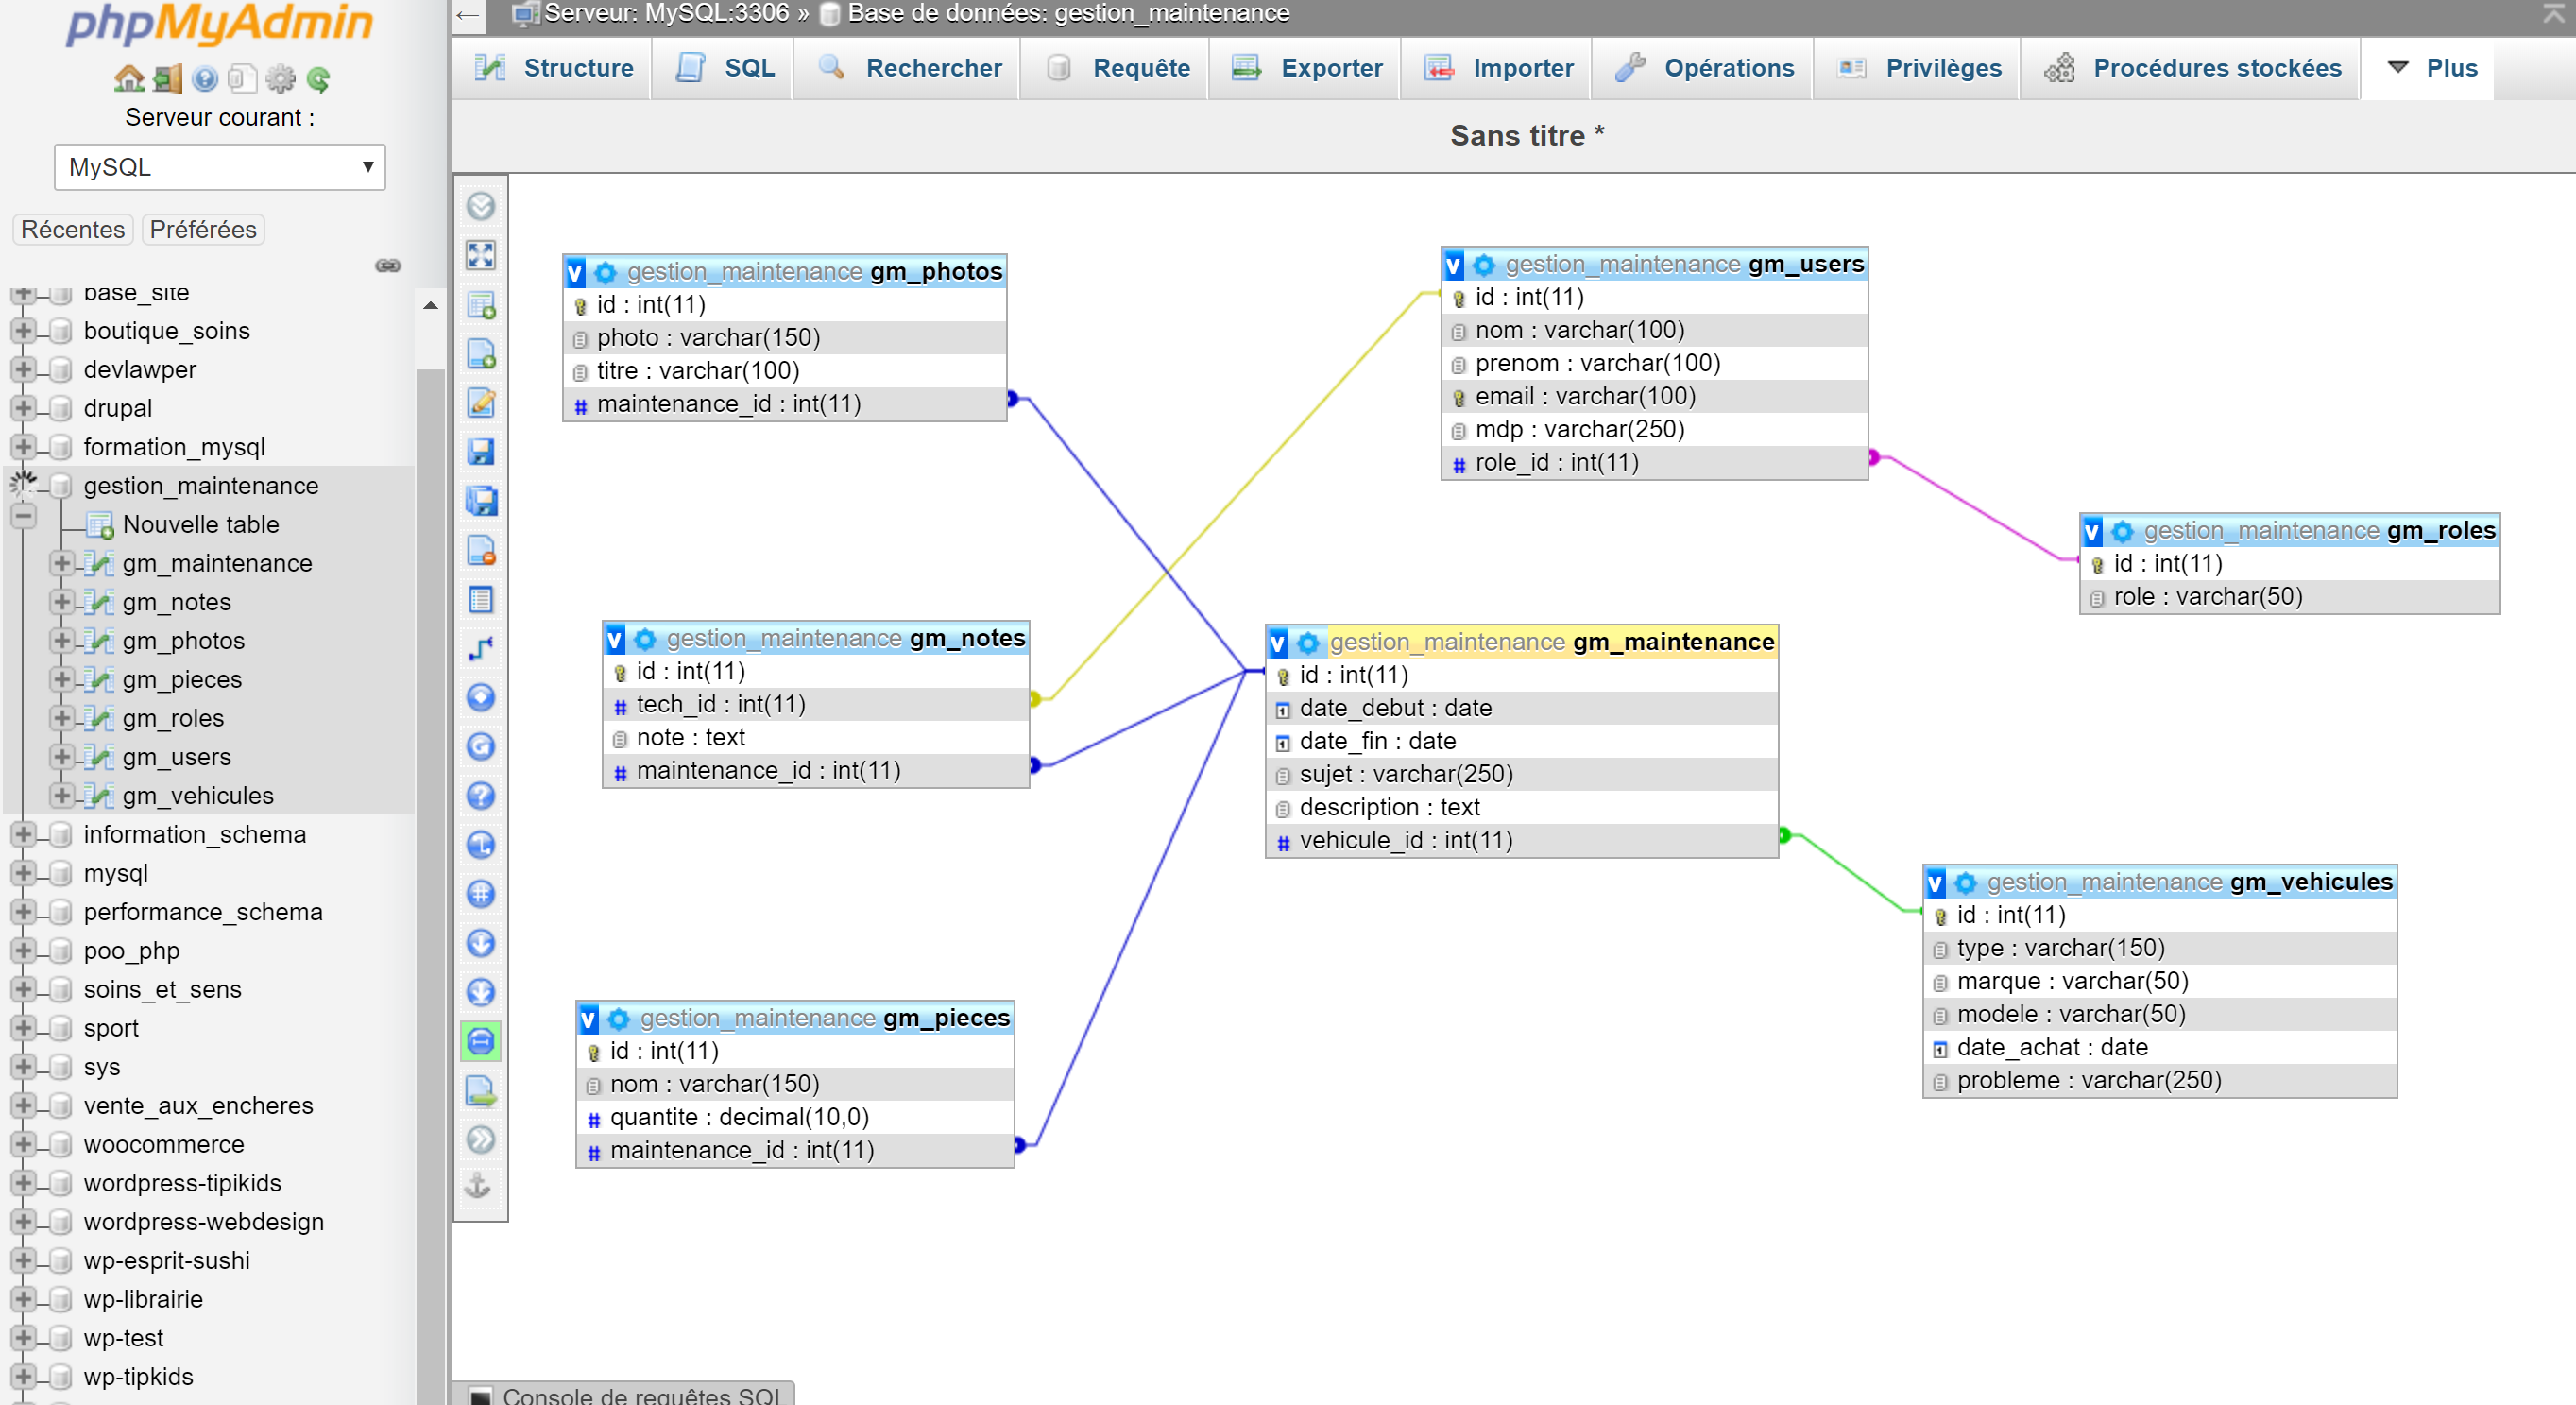 phpMyAdmin
Serveur courant :
MySQL
Récentes
Préférées
base_site
boutique_soins
devlawper
drupal
formation_mysql
gestion_maintenance
Nouvelle table
gm_maintenance
gm_notes
gm_photos
gm_pieces
gm_roles
gm_users
gm_vehicules
information_schema
mysql
performance_schema
poo_php
soins_et_sens
sport
sys
vente_aux_encheres
woocommerce
wordpress-tipikids
wordpress-webdesign
wp-esprit-sushi
wp-librairie
wp-test
wp-tipkids
Serveur: MySQL:3306 » Base de données: gestion_maintenance
Structure
SQL
Rechercher
Requête
Exporter
Importer
Opérations
Privilèges
Procédures stockées
Plus
Sans titre *
gestion_maintenance gm_photos
id : int(11)
photo : varchar(150)
titre : varchar(100)
# maintenance_id : int(11)
gestion_maintenance gm_users
id : int(11)
nom : varchar(100)
prenom : varchar(100)
email : varchar(100)
mdp : varchar(250)
# role_id : int(11)
gestion_maintenance gm_roles
id : int(11)
role : varchar(50)
gestion_maintenance gm_notes
id : int(11)
# tech_id : int(11)
note : text
# maintenance_id : int(11)
gestion_maintenance gm_maintenance
id : int(11)
date_debut : date
date_fin : date
sujet : varchar(250)
description : text
# vehicule_id : int(11)
gestion_maintenance gm_vehicules
id : int(11)
type : varchar(150)
marque : varchar(50)
modele : varchar(50)
date_achat : date
probleme : varchar(250)
gestion_maintenance gm_pieces
id : int(11)
nom : varchar(150)
# quantite : decimal(10,0)
# maintenance_id : int(11)
Console de requêtes SQL